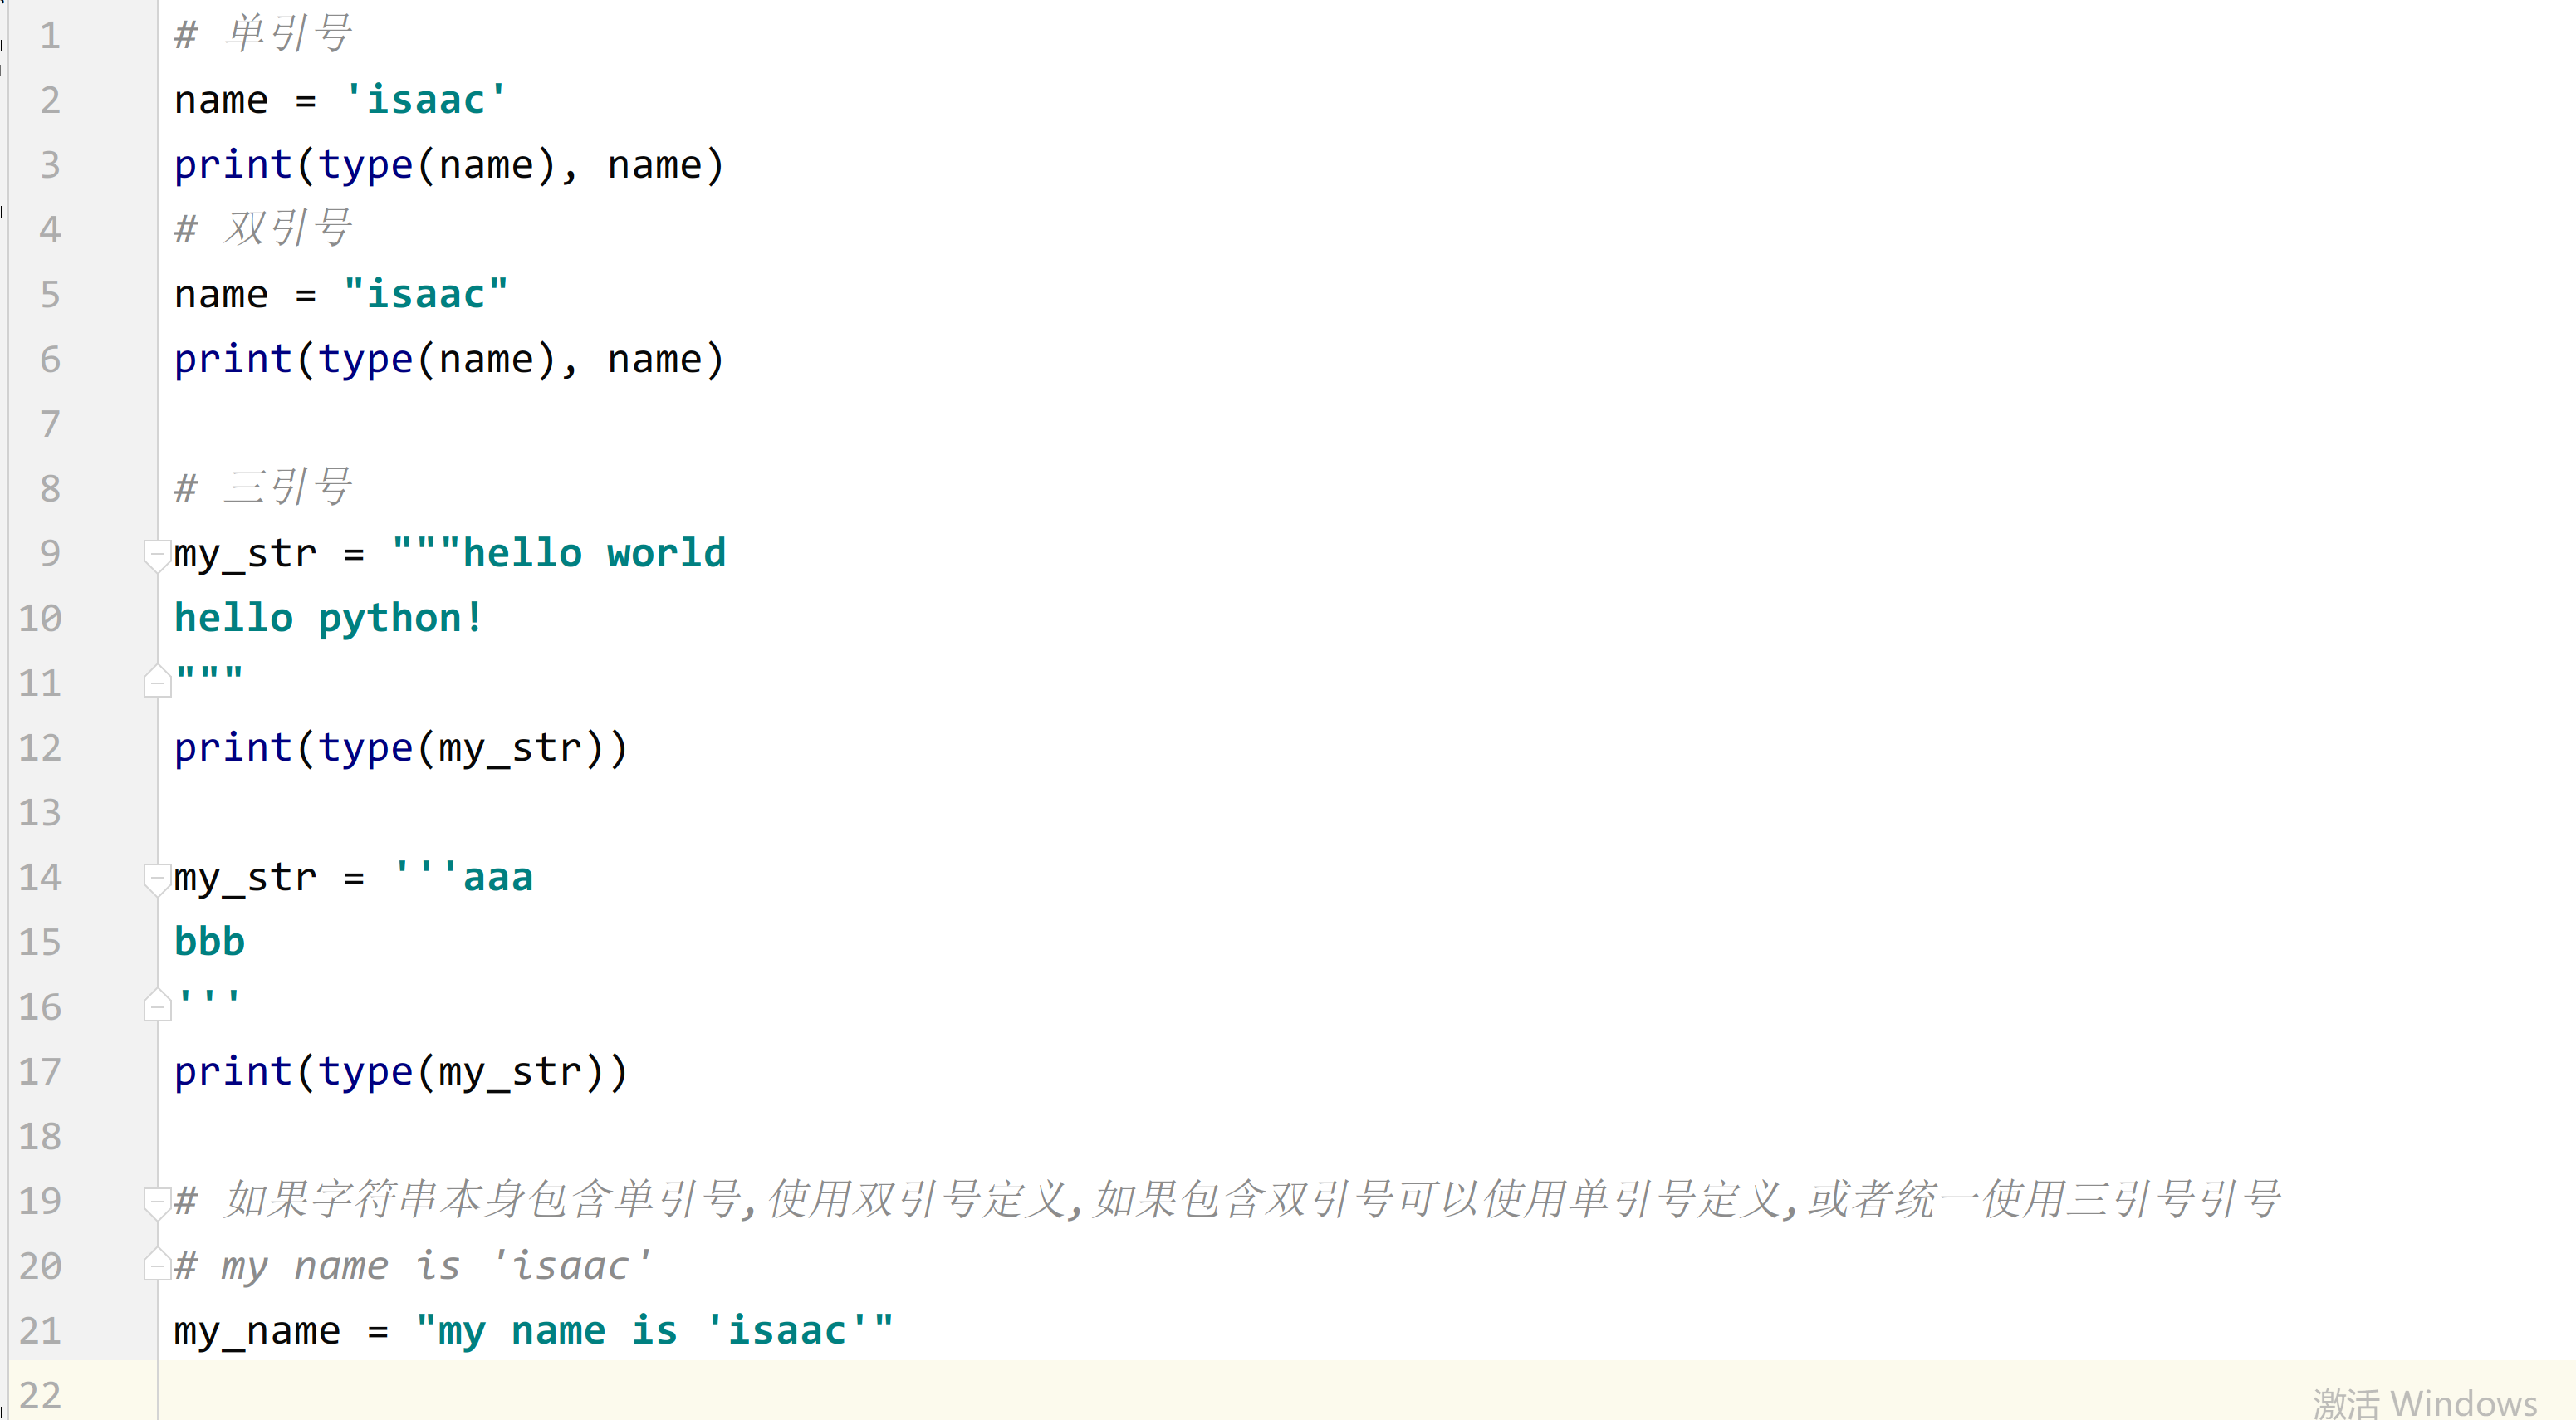 1 # 单引号
2 name = 'isaac'
3 print(type(name), name)
4 # 双引号
5 name = "isaac"
6 print(type(name), name)
7
8 # 三引号
9 my_str = """hello world
10 hello python!
11 """
12 print(type(my_str))
13
14 my_str = '''aaa
15 bbb
16 '''
17 print(type(my_str))
18
19 # 如果字符串本身包含单引号,使用双引号定义,如果包含双引号可以使用单引号定义,或者统一使用三引号引号
20 # my name is 'isaac'
21 my_name = "my name is 'isaac'"
22
激活 Windows